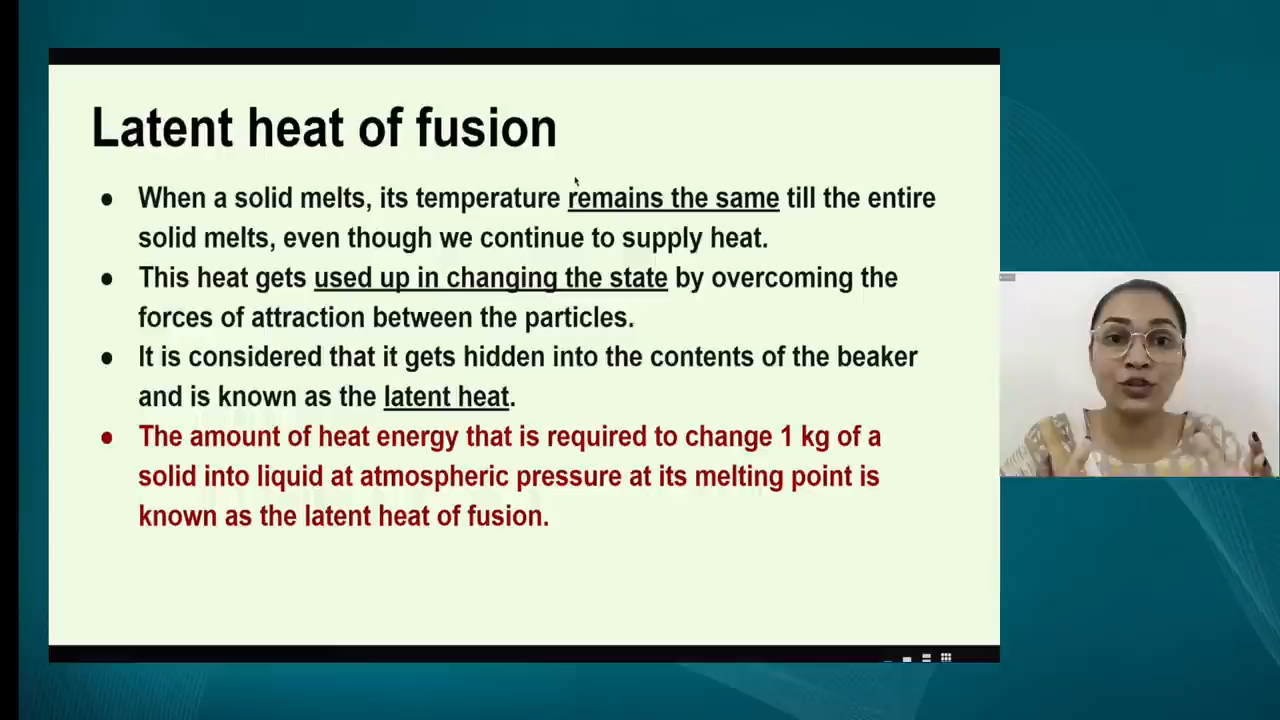 Latent heat of fusion
● When a solid melts, its temperature remains the same till the entire
solid melts, even though we continue to supply heat.
● This heat gets used up in changing the state by overcoming the
forces of attraction between the particles.
● It is considered that it gets hidden into the contents of the beaker
and is known as the latent heat.
● The amount of heat energy that is required to change 1 kg of a
solid into liquid at atmospheric pressure at its melting point is
known as the latent heat of fusion.